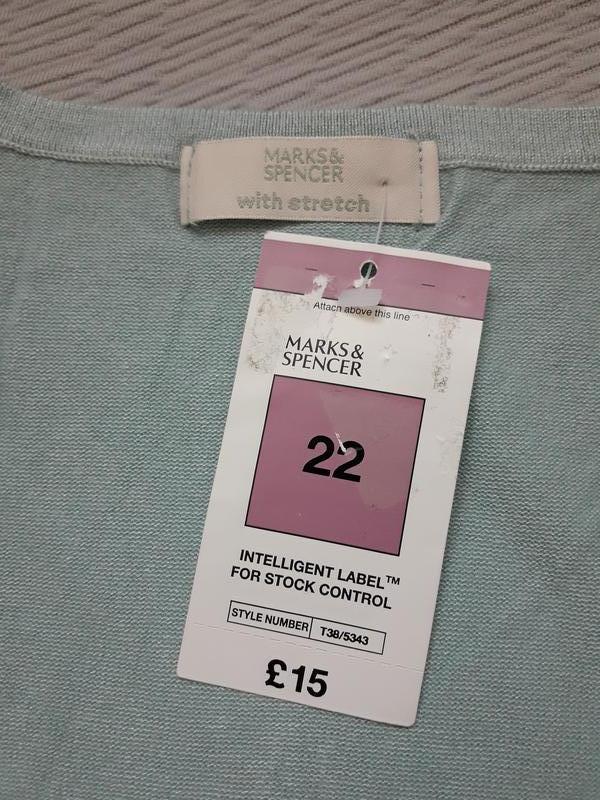 MARKS&
SPENCER
with stretch
Attach above this line
MARKS &
SPENCER
22
INTELLIGENT LABEL™
FOR STOCK CONTROL
STYLE NUMBER T38/5343
£15